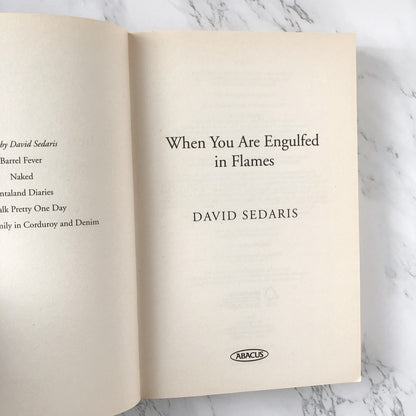 by David Sedaris
Barrel Fever
Naked
ntaland Diaries
alk Pretty One Day
mily in Corduroy and Denim
When You Are Engulfed
in Flames
DAVID SEDARIS
ABACUS